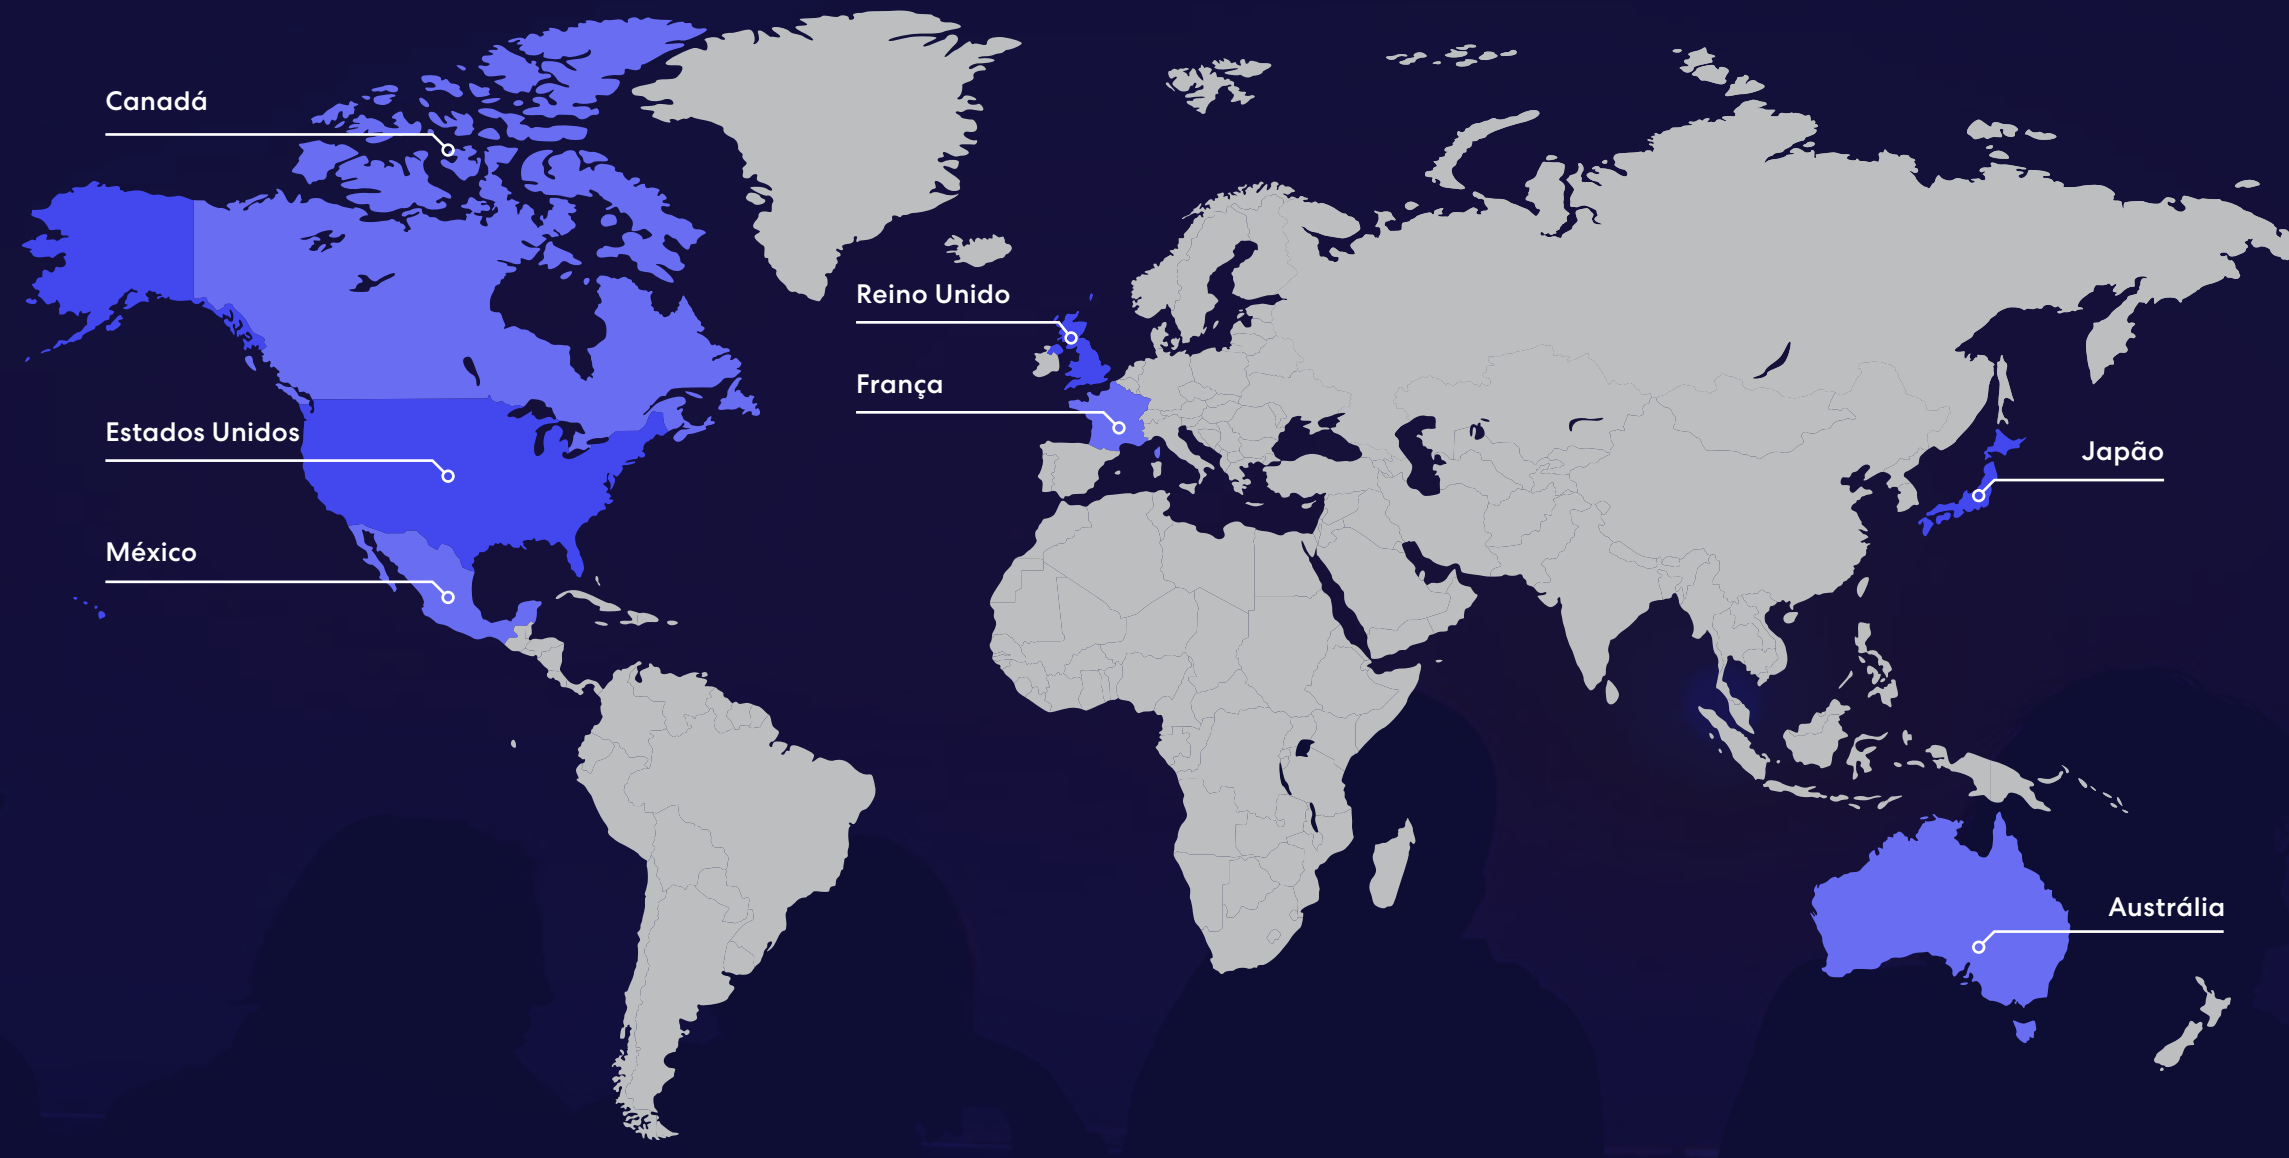 Canadá
Reino Unido
França
Estados Unidos
Japão
México
Austrália